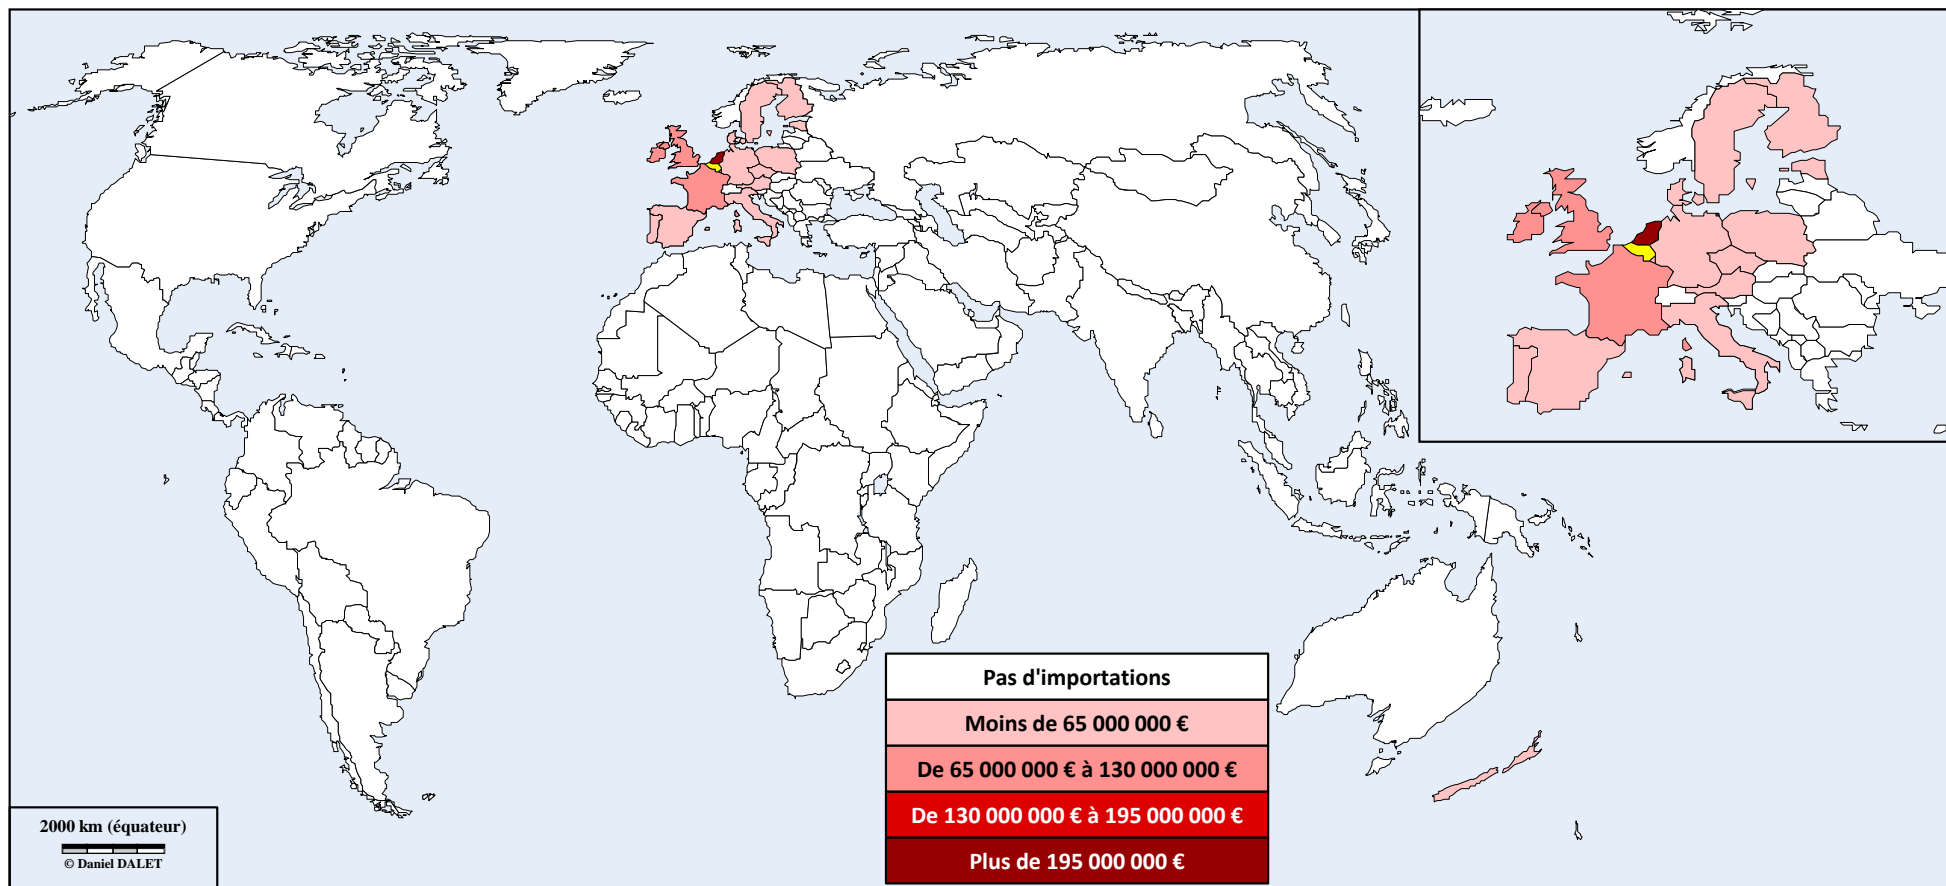 Pas d'importations
Moins de 65 000 000 €
De 65 000 000 € à 130 000 000 €
De 130 000 000 € à 195 000 000 €
Plus de 195 000 000 €
2000 km (équateur)
© Daniel DALET